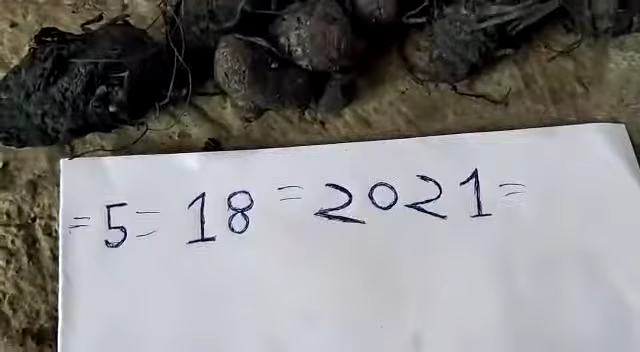 =5= 18 = 2021=